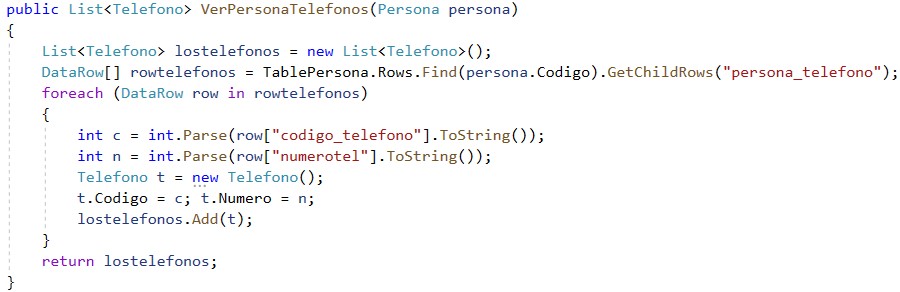 public List<Telefono> VerPersonaTelefonos(Persona persona)
{
    List<Telefono> lostelefonos = new List<Telefono>();
    DataRow[] rowtelefonos = TablePersona.Rows.Find(persona.Codigo).GetChildRows("persona_telefono");
    foreach (DataRow row in rowtelefonos)
    {
        int c = int.Parse(row["codigo_telefono"].ToString());
        int n = int.Parse(row["numerotel"].ToString());
        Telefono t = new Telefono();
        t.Codigo = c; t.Numero = n;
        lostelefonos.Add(t);
    }
    return lostelefonos;
}